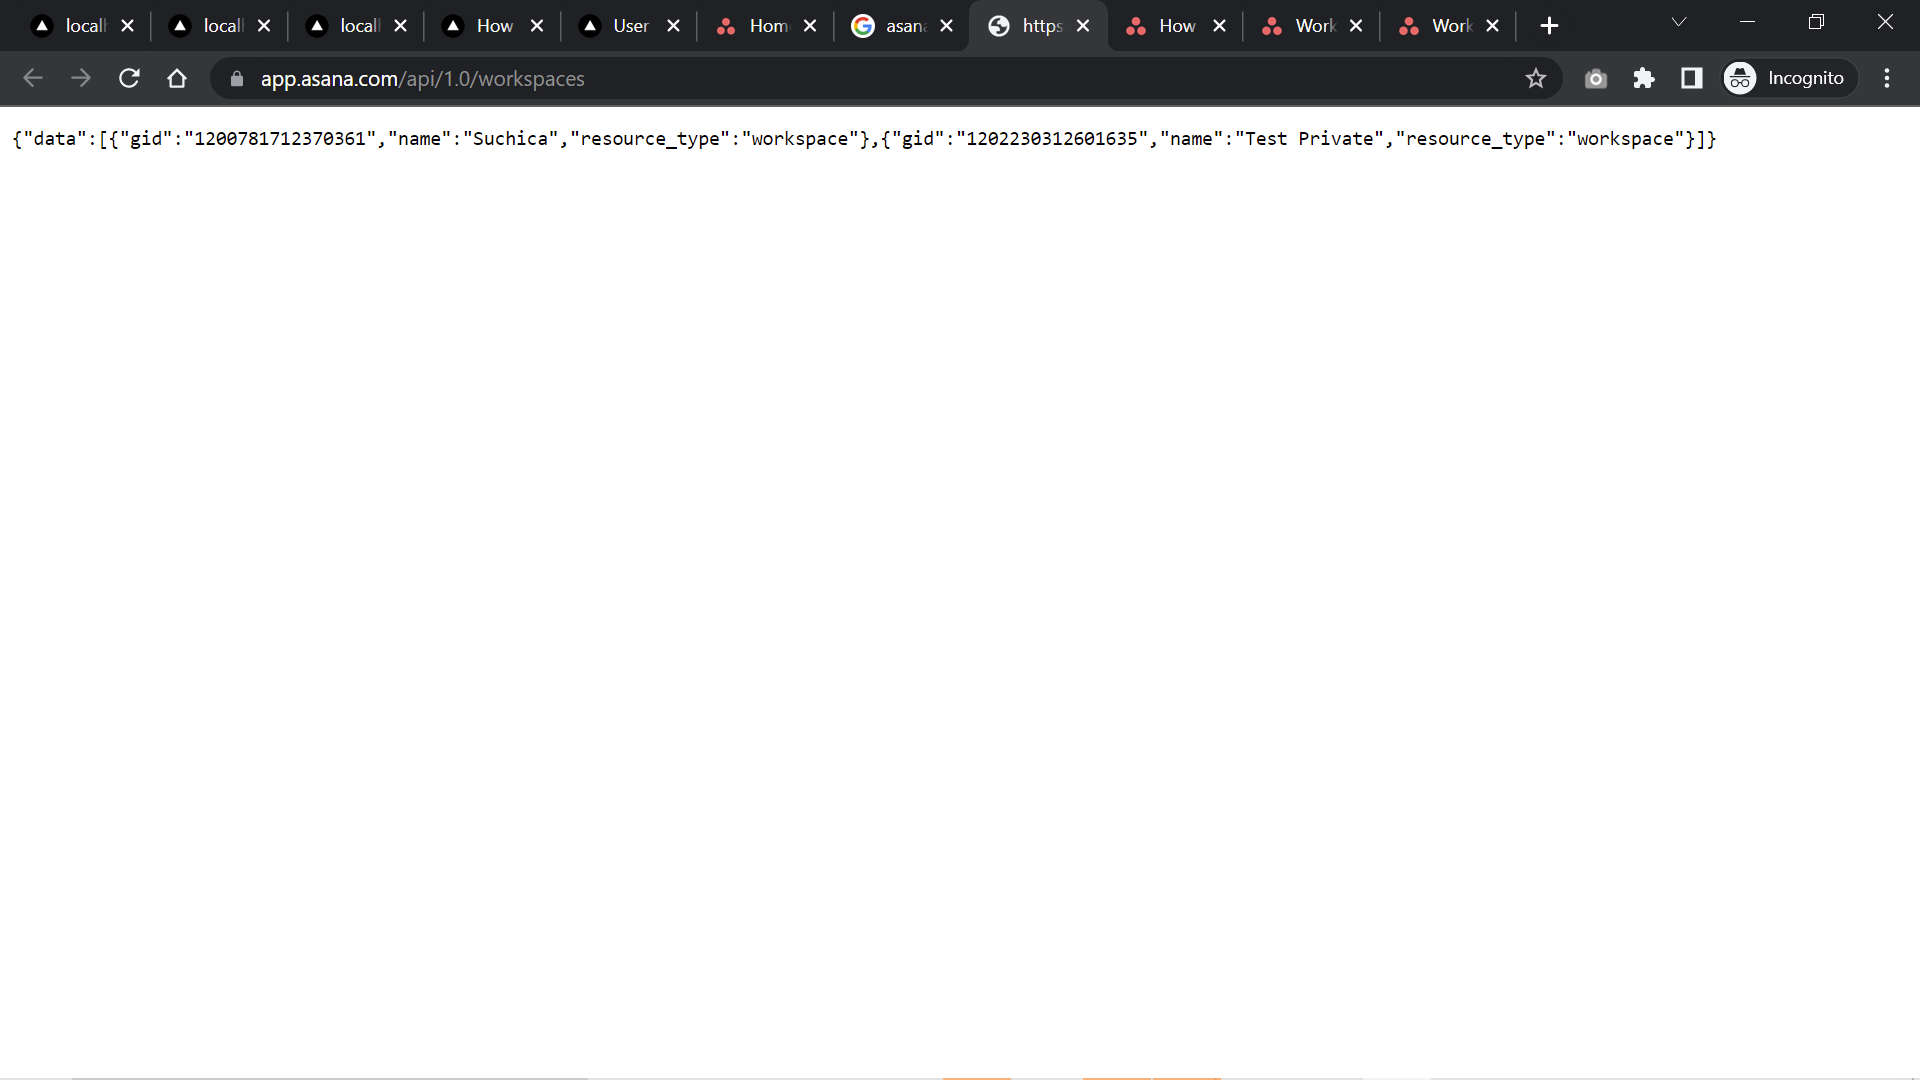 locall
locall
locall
How
User
Hom
asana
https
How
Work
Work
app.asana.com/api/1.0/workspaces
Incognito
{"data":[{"gid":"1200781712370361","name":"Suchica","resource_type":"workspace"},{"gid":"1202230312601635","name":"Test Private","resource_type":"workspace"}]}